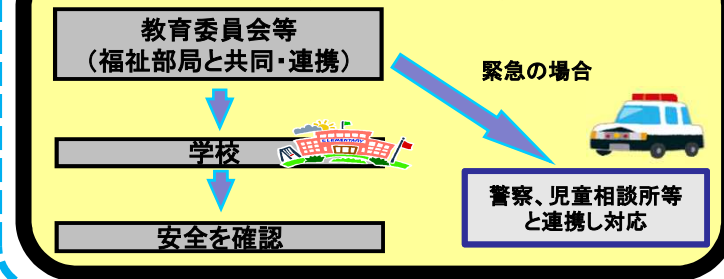 教育委員会等
（福祉部局と共同・連携）
緊急の場合
学校
ELEMENTARY
警察、児童相談所等
と連携し対応
安全を確認